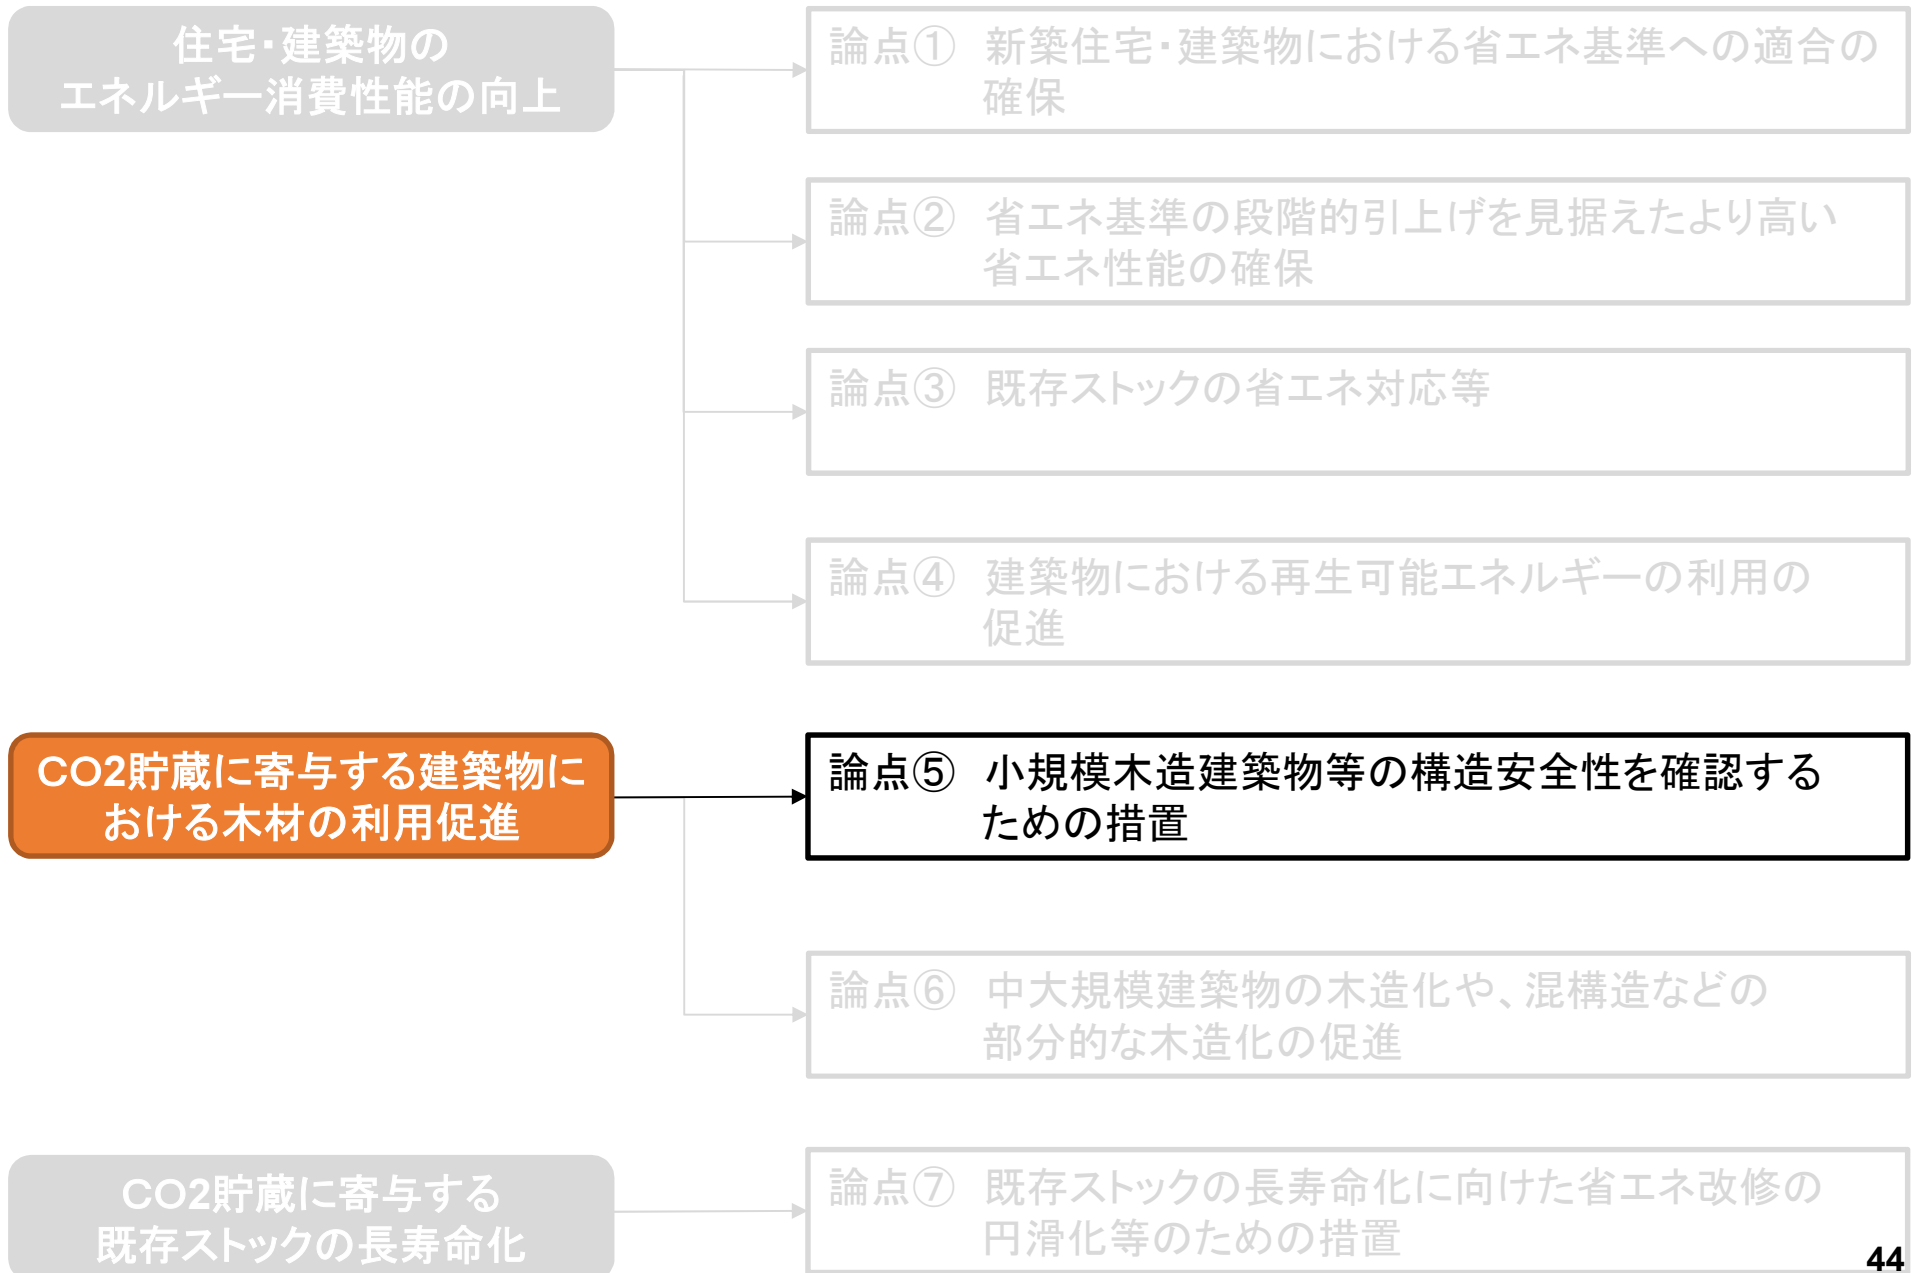 住宅・建築物の
エネルギー消費性能の向上
論点① 新築住宅・建築物における省エネ基準への適合の
確保
論点② 省エネ基準の段階的引上げを見据えたより高い
省エネ性能の確保
論点③ 既存ストックの省エネ対応等
論点④ 建築物における再生可能エネルギーの利用の
促進
CO2貯蔵に寄与する建築物に
おける木材の利用促進
論点⑤ 小規模木造建築物等の構造安全性を確認する
ための措置
論点⑥ 中大規模建築物の木造化や、混構造などの
部分的な木造化の促進
CO2貯蔵に寄与する
既存ストックの長寿命化
論点⑦ 既存ストックの長寿命化に向けた省エネ改修の
円滑化等のための措置
44